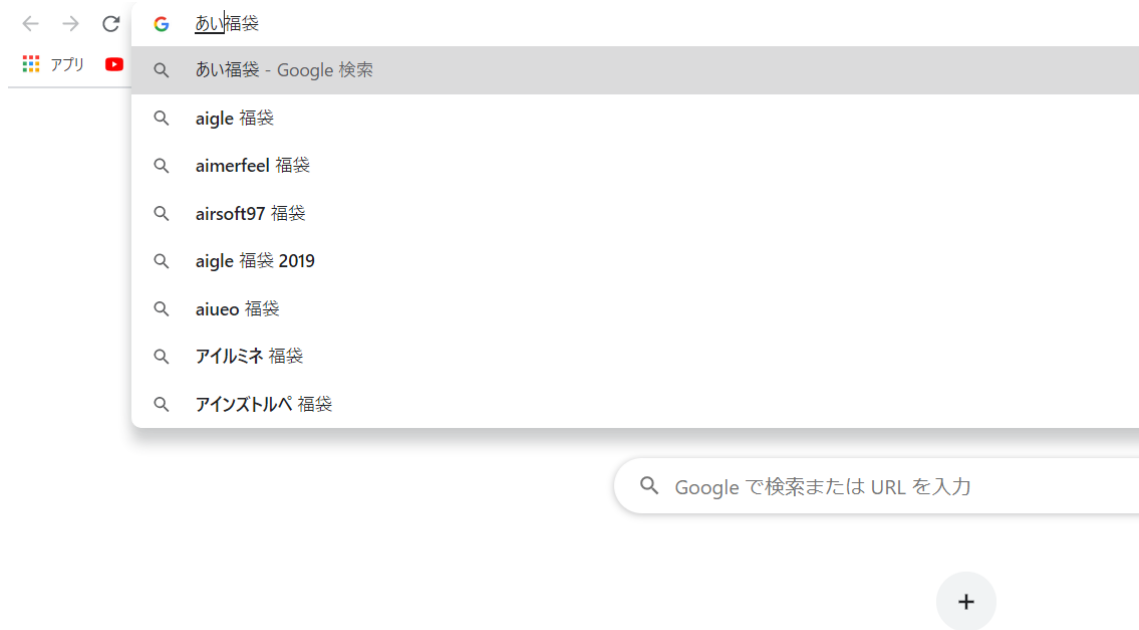 あい福袋
アプリ
あい福袋 - Google 検索
aigle 福袋
aimerfeel 福袋
airsoft97 福袋
aigle 福袋 2019
aiueo 福袋
アイルミネ 福袋
アインズトルペ 福袋
Google で検索または URL を入力